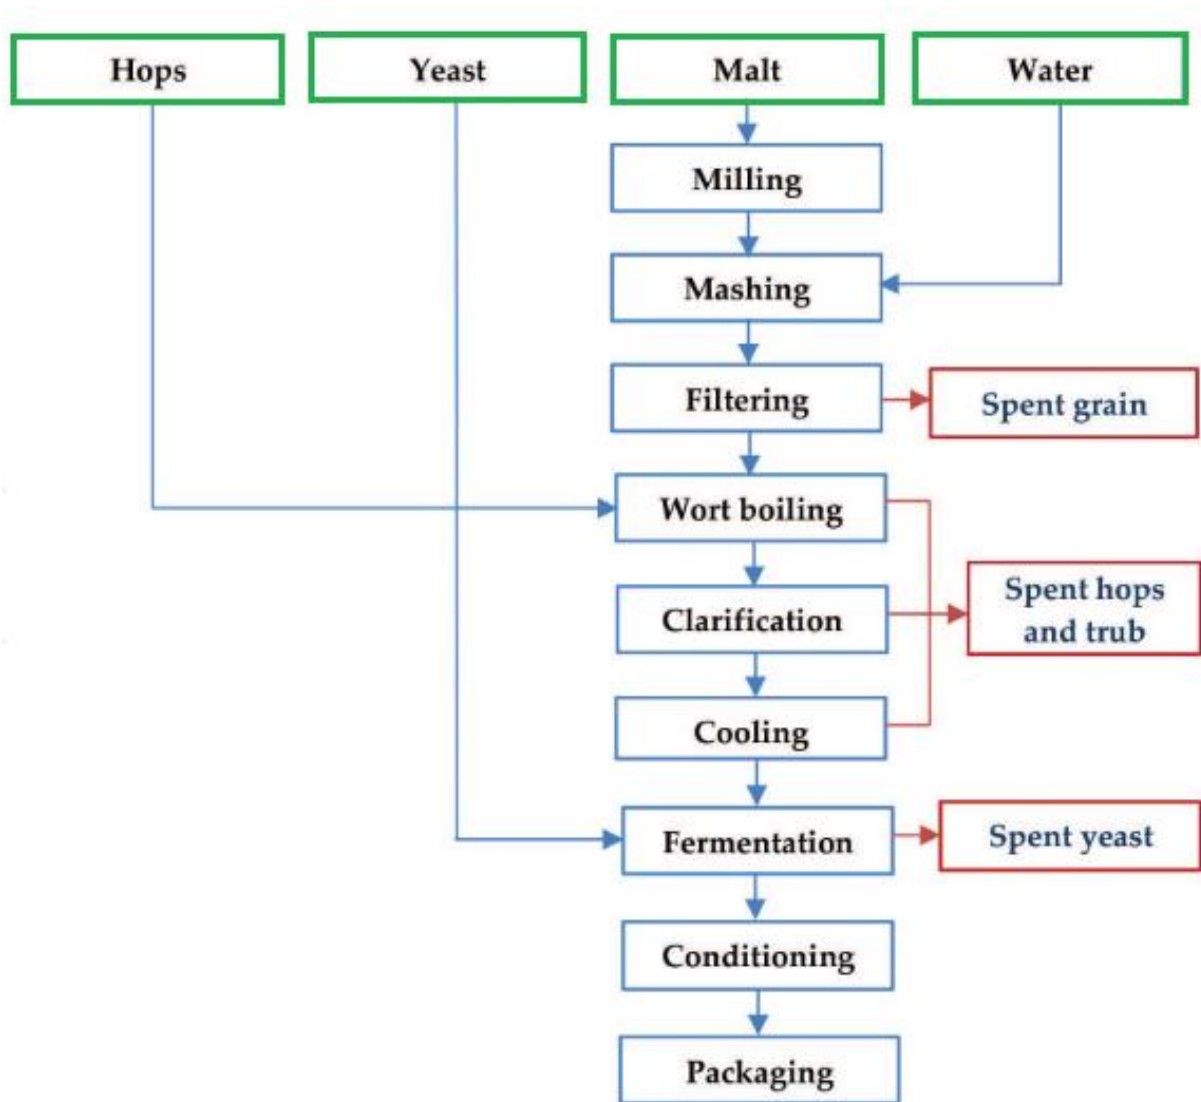 Hops
Yeast
Malt
Water
Milling
Mashing
Filtering
Spent grain
Wort boiling
Spent hops
and trub
Clarification
Cooling
Fermentation
Spent yeast
Conditioning
Packaging